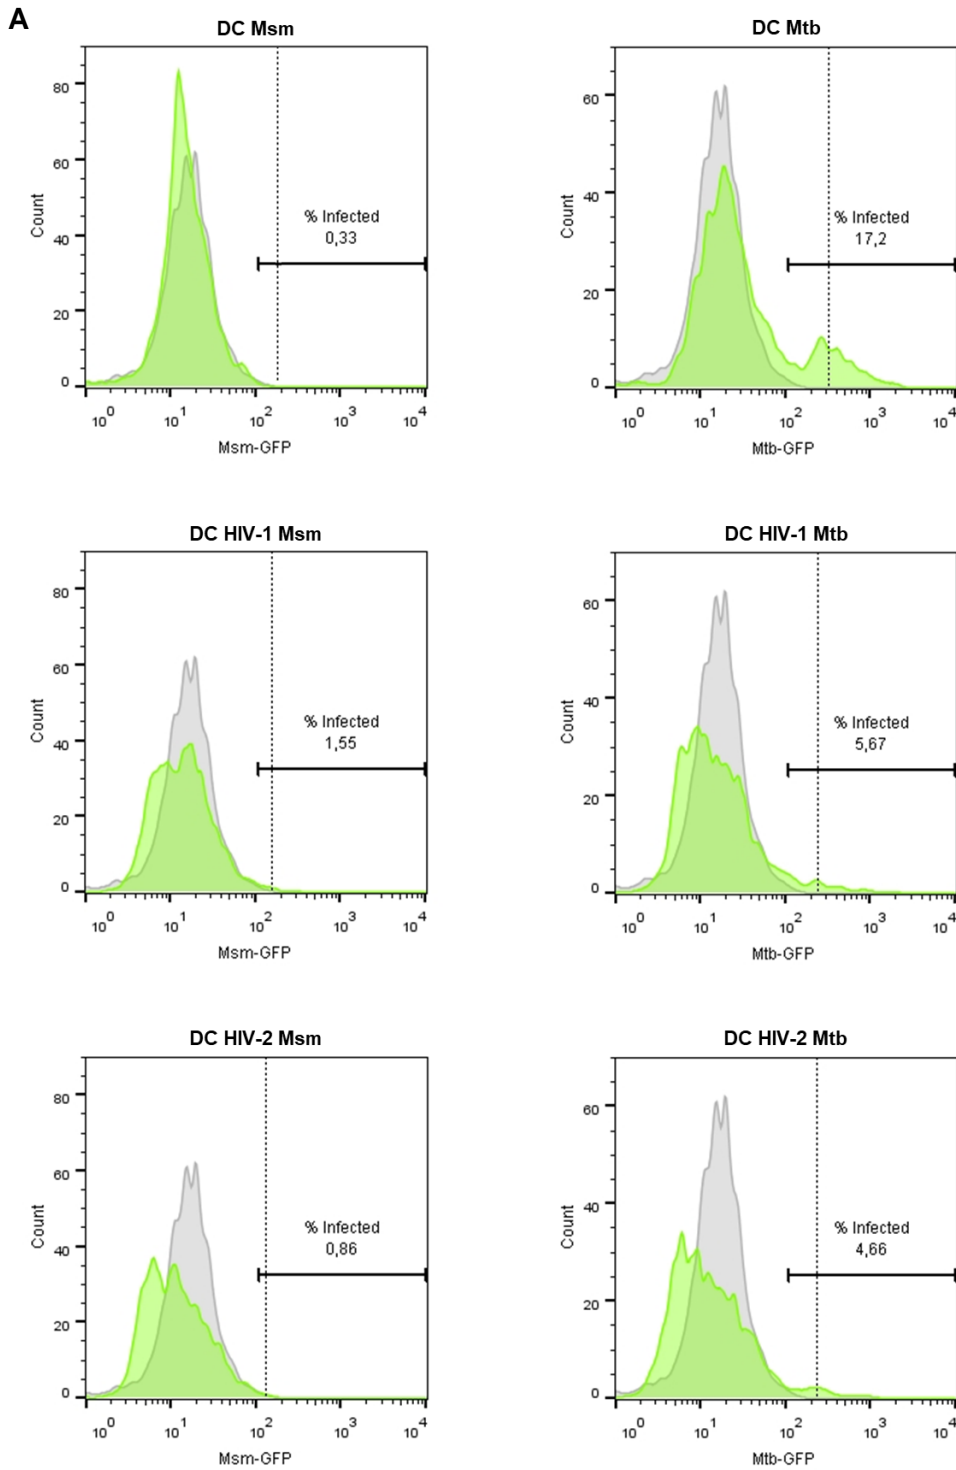 A
DC Msm
Count
80
60
40
20
0
% Infected
0,33
10^0 10^1 10^2 10^3 10^4
Msm-GFP
DC Mtb
Count
60
40
20
0
% Infected
17,2
10^0 10^1 10^2 10^3 10^4
Mtb-GFP
DC HIV-1 Msm
Count
80
60
40
20
0
% Infected
1,55
10^0 10^1 10^2 10^3 10^4
Msm-GFP
DC HIV-1 Mtb
Count
60
40
20
0
% Infected
5,67
10^0 10^1 10^2 10^3 10^4
Mtb-GFP
DC HIV-2 Msm
Count
80
60
40
20
0
% Infected
0,86
10^0 10^1 10^2 10^3 10^4
Msm-GFP
DC HIV-2 Mtb
Count
60
40
20
0
% Infected
4,66
10^0 10^1 10^2 10^3 10^4
Mtb-GFP